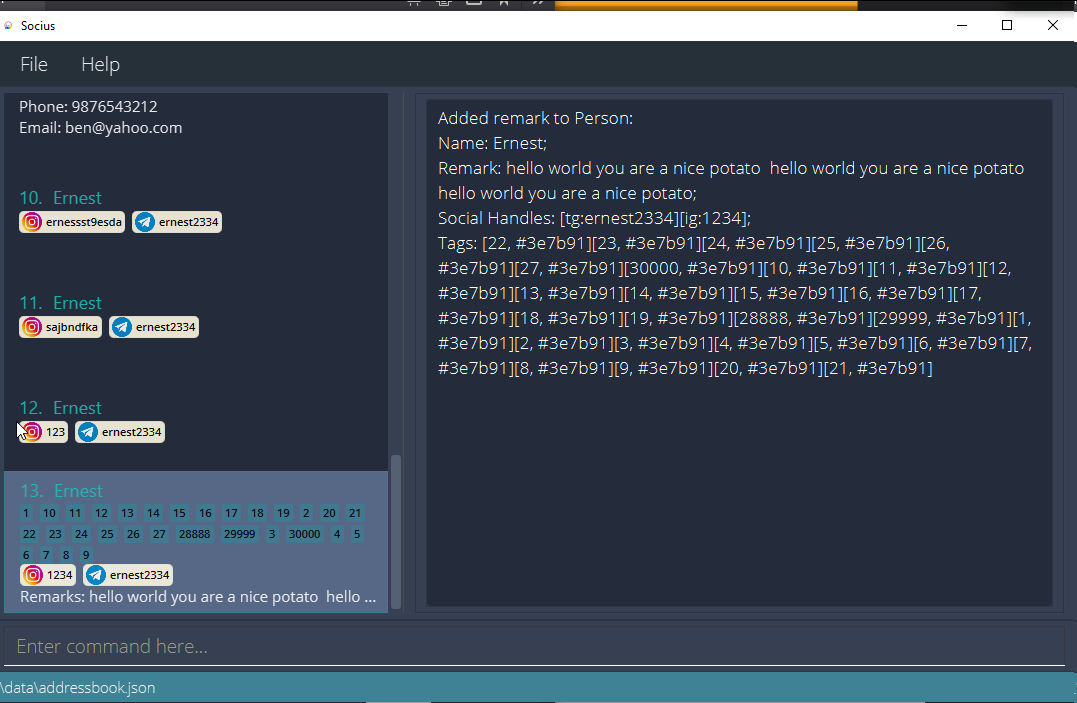 Socius
File Help
Phone: 9876543212
Email: ben@yahoo.com
10. Ernest
ernessst9esda ernest2334
11. Ernest
sajbndfka ernest2334
12. Ernest
123 ernest2334
13. Ernest
1 10 11 12 13 14 15 16 17 18 19 2 20 21
22 23 24 25 26 27 28888 29999 3 30000 4 5
6 7 8 9
1234 ernest2334
Remarks: hello world you are a nice potato  hello ...
Added remark to Person:
Name: Ernest;
Remark: hello world you are a nice potato  hello world you are a nice potato
hello world you are a nice potato;
Social Handles: [tg:ernest2334][ig:1234];
Tags: [22, #3e7b91][23, #3e7b91][24, #3e7b91][25, #3e7b91][26,
#3e7b91][27, #3e7b91][30000, #3e7b91][10, #3e7b91][11, #3e7b91][12,
#3e7b91][13, #3e7b91][14, #3e7b91][15, #3e7b91][16, #3e7b91][17,
#3e7b91][18, #3e7b91][19, #3e7b91][28888, #3e7b91][29999, #3e7b91][1,
#3e7b91][2, #3e7b91][3, #3e7b91][4, #3e7b91][5, #3e7b91][6, #3e7b91][7,
#3e7b91][8, #3e7b91][9, #3e7b91][20, #3e7b91][21, #3e7b91]
Enter command here...
\data\addressbook.json